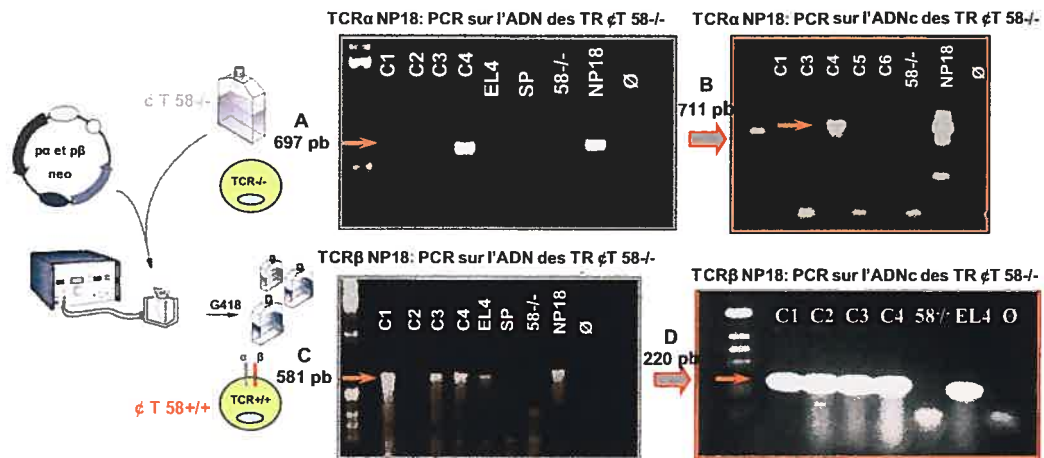 TCRα NP18: PCR sur l'ADN des TR ¢T 58-/-
C1
C2
C3
C4
EL4
SP
58-/-
NP18
Ø
A
697 pb
TCRα NP18: PCR sur l'ADNc des TR ¢T 58-/-
C1
C3
C4
C5
C6
58-/-
NP18
Ø
B
711 pb
¢ T 58-/-
pα et pβ
neo
TCR-/-
G418
α β
TCR+/+
¢ T 58+/+
TCRβ NP18: PCR sur l'ADN des TR ¢T 58-/-
C1
C2
C3
C4
EL4
SP
58-/-
NP18
Ø
C
581 pb
TCRβ NP18: PCR sur l'ADNc des TR ¢T 58-/-
C1 C2 C3 C4 58-/- EL4 Ø
D
220 pb